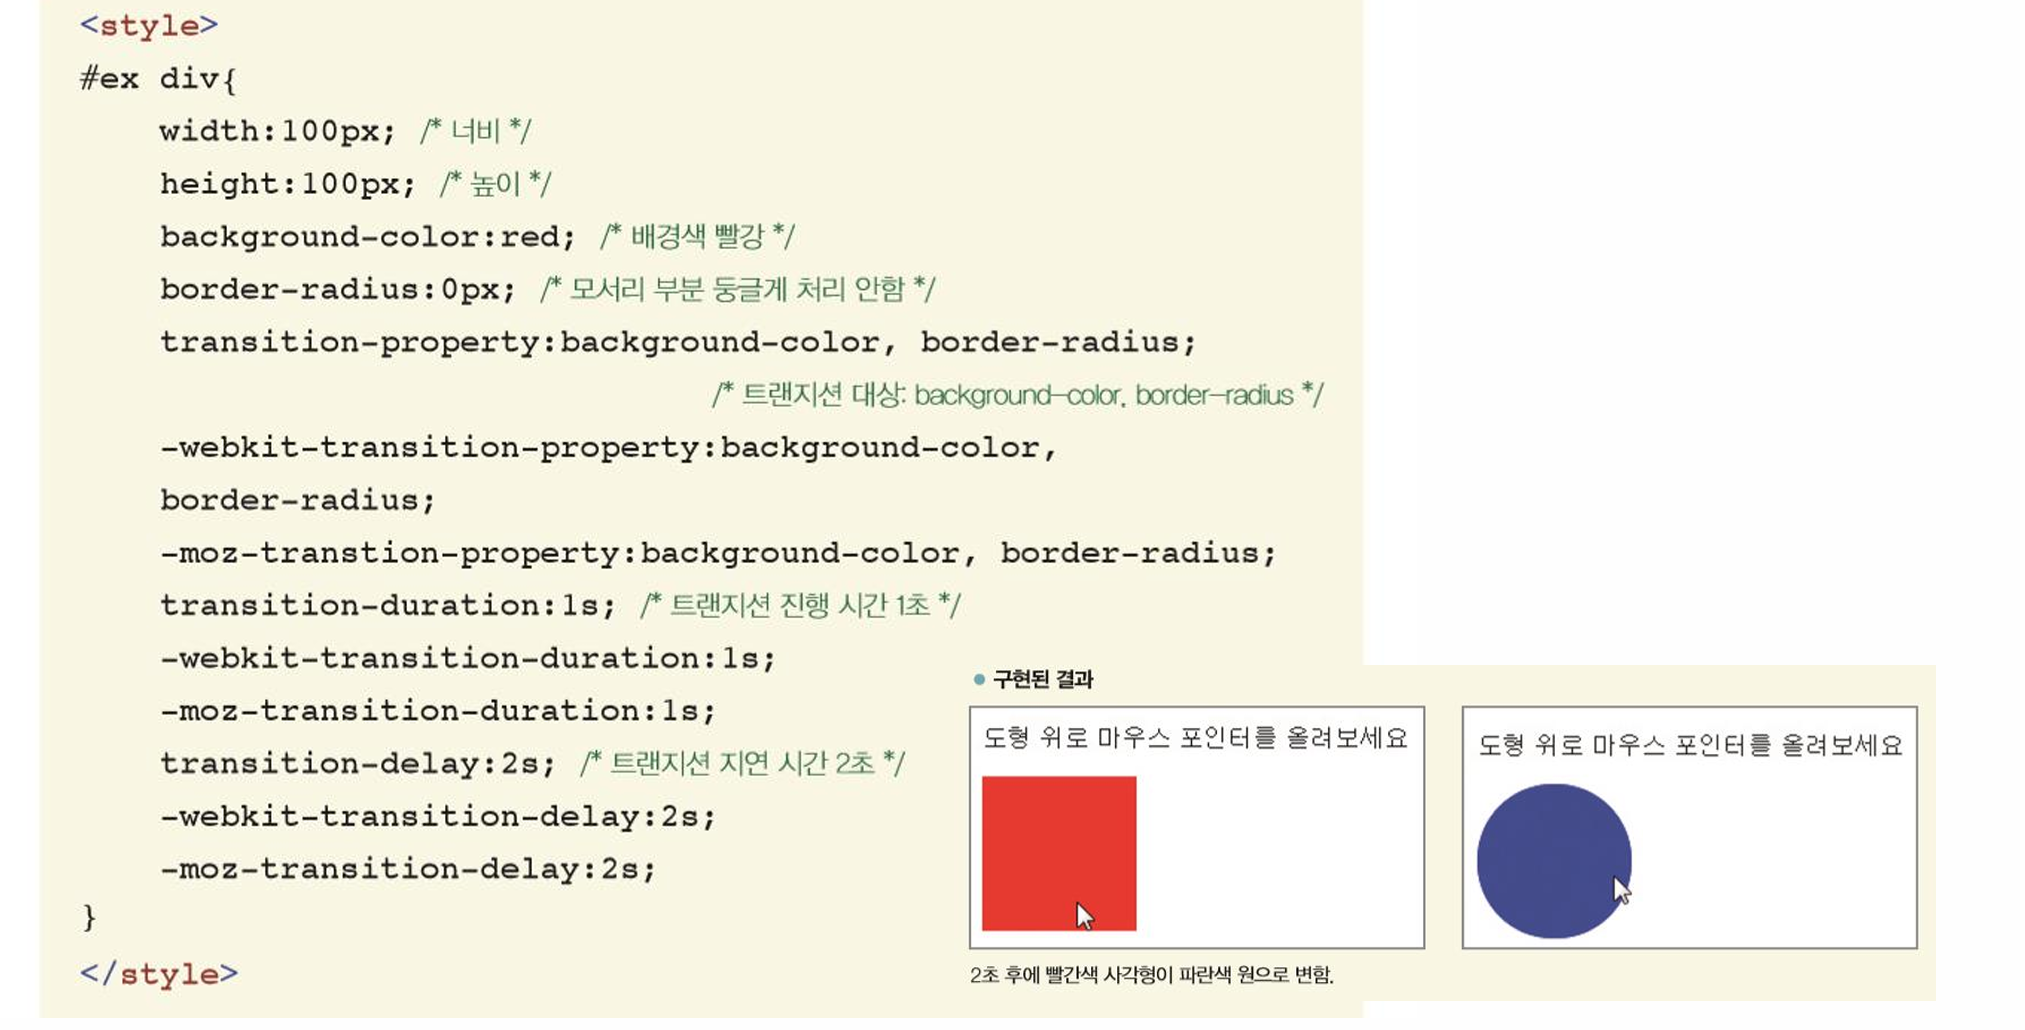 <style>
#ex div{
width:100px; /* 너비 */
height:100px; /* 높이 */
background-color:red; /* 배경색 빨강 */
border-radius:0px; /* 모서리 부분 둥글게 처리 안함 */
transition-property:background-color, border-radius;
/* 트랜지션 대상: background-color, border-radius */
-webkit-transition-property:background-color,
border-radius;
-moz-transtion-property:background-color, border-radius;
transition-duration:1s; /* 트랜지션 진행 시간 1초 */
-webkit-transition-duration:1s;
-moz-transition-duration:1s;
transition-delay:2s; /* 트랜지션 지연 시간 2초 */
-webkit-transition-delay:2s;
-moz-transition-delay:2s;
}
</style>
● 구현된 결과
도형 위로 마우스 포인터를 올려보세요
도형 위로 마우스 포인터를 올려보세요
2초 후에 빨간색 사각형이 파란색 원으로 변함.